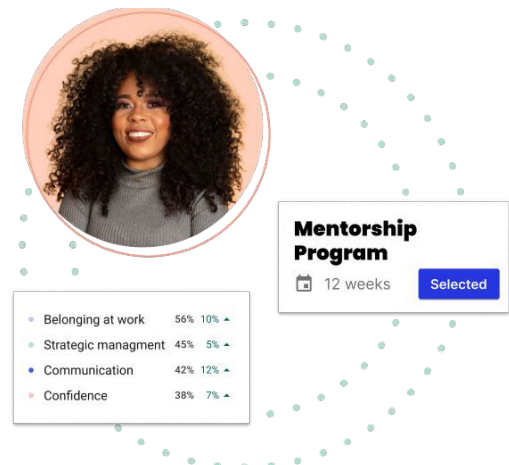 Mentorship
Program
12 weeks
Selected
Belonging at work 56% 10%
Strategic managment 45% 5%
Communication 42% 12%
Confidence 38% 7%